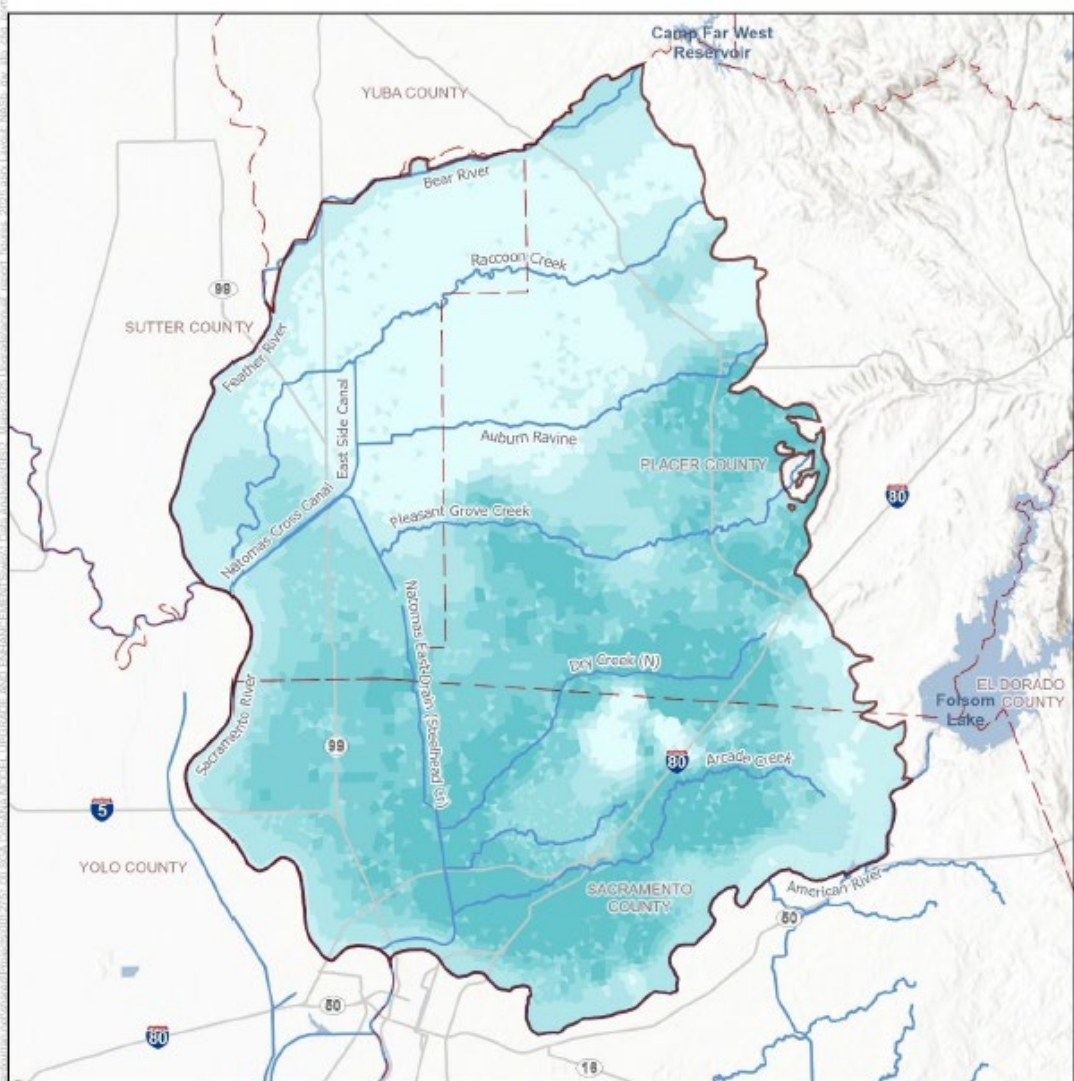 Camp Far West
Reservoir
YUBA COUNTY
Bear River
Raccoon Creek
99
SUTTER COUNTY
Feather River
East Side Canal
Auburn Ravine
PLACER COUNTY
80
Natomas Cross Canal
Pleasant Grove Creek
Natomas East Drain (Steelhead Cr)
Dry Creek (N)
EL DORADO
COUNTY
Folsom
Lake
Sacramento River
99
80
Arcade Creek
5
YOLO COUNTY
SACRAMENTO
COUNTY
American River
50
50
80
16